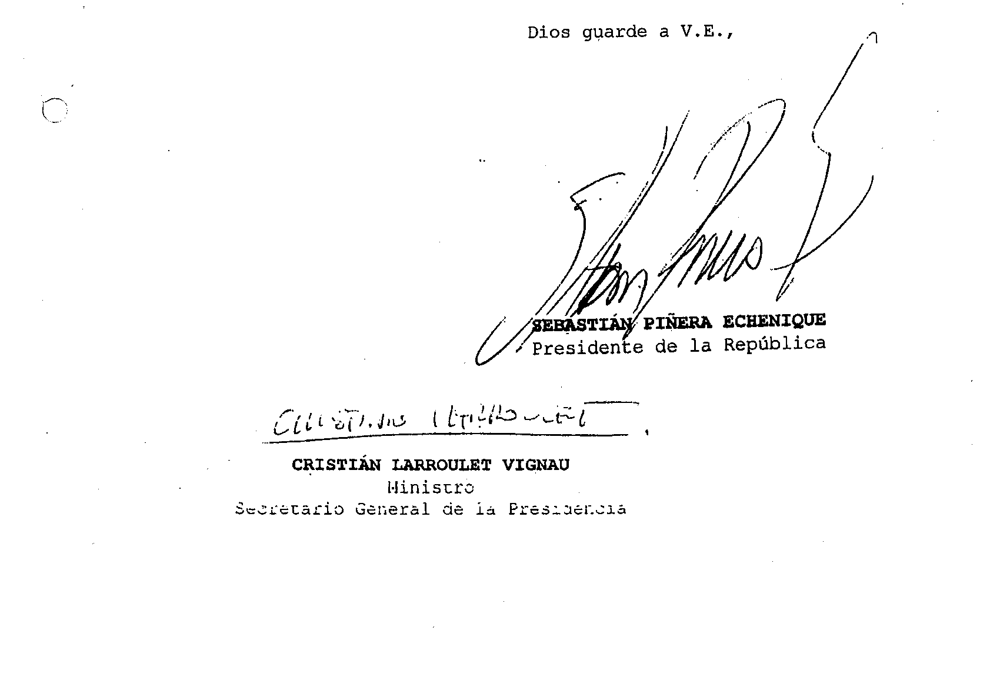 Dios guarde a V.E.,
SEBASTIÁN PIÑERA ECHENIQUE
Presidente de la República
CRISTIÁN LARROULET VIGNAU
Ministro
Secretario General de la Presidencia